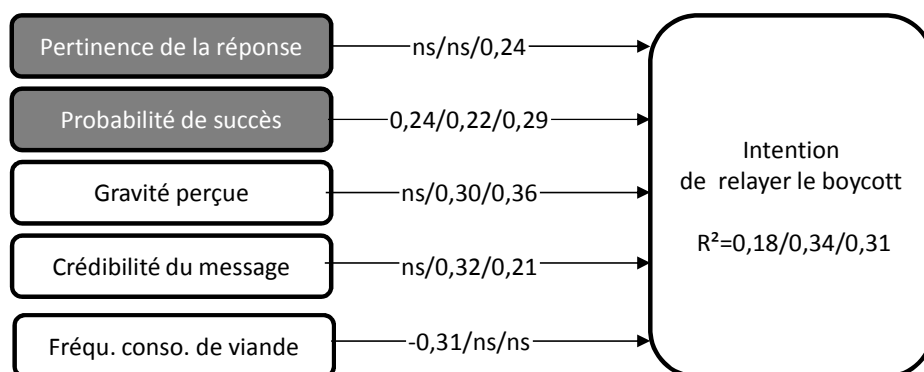 Pertinence de la réponse
ns/ns/0,24
Probabilité de succès
0,24/0,22/0,29
Gravité perçue
ns/0,30/0,36
Crédibilité du message
ns/0,32/0,21
Fréqu. conso. de viande
-0,31/ns/ns
Intention
de relayer le boycott
R²=0,18/0,34/0,31